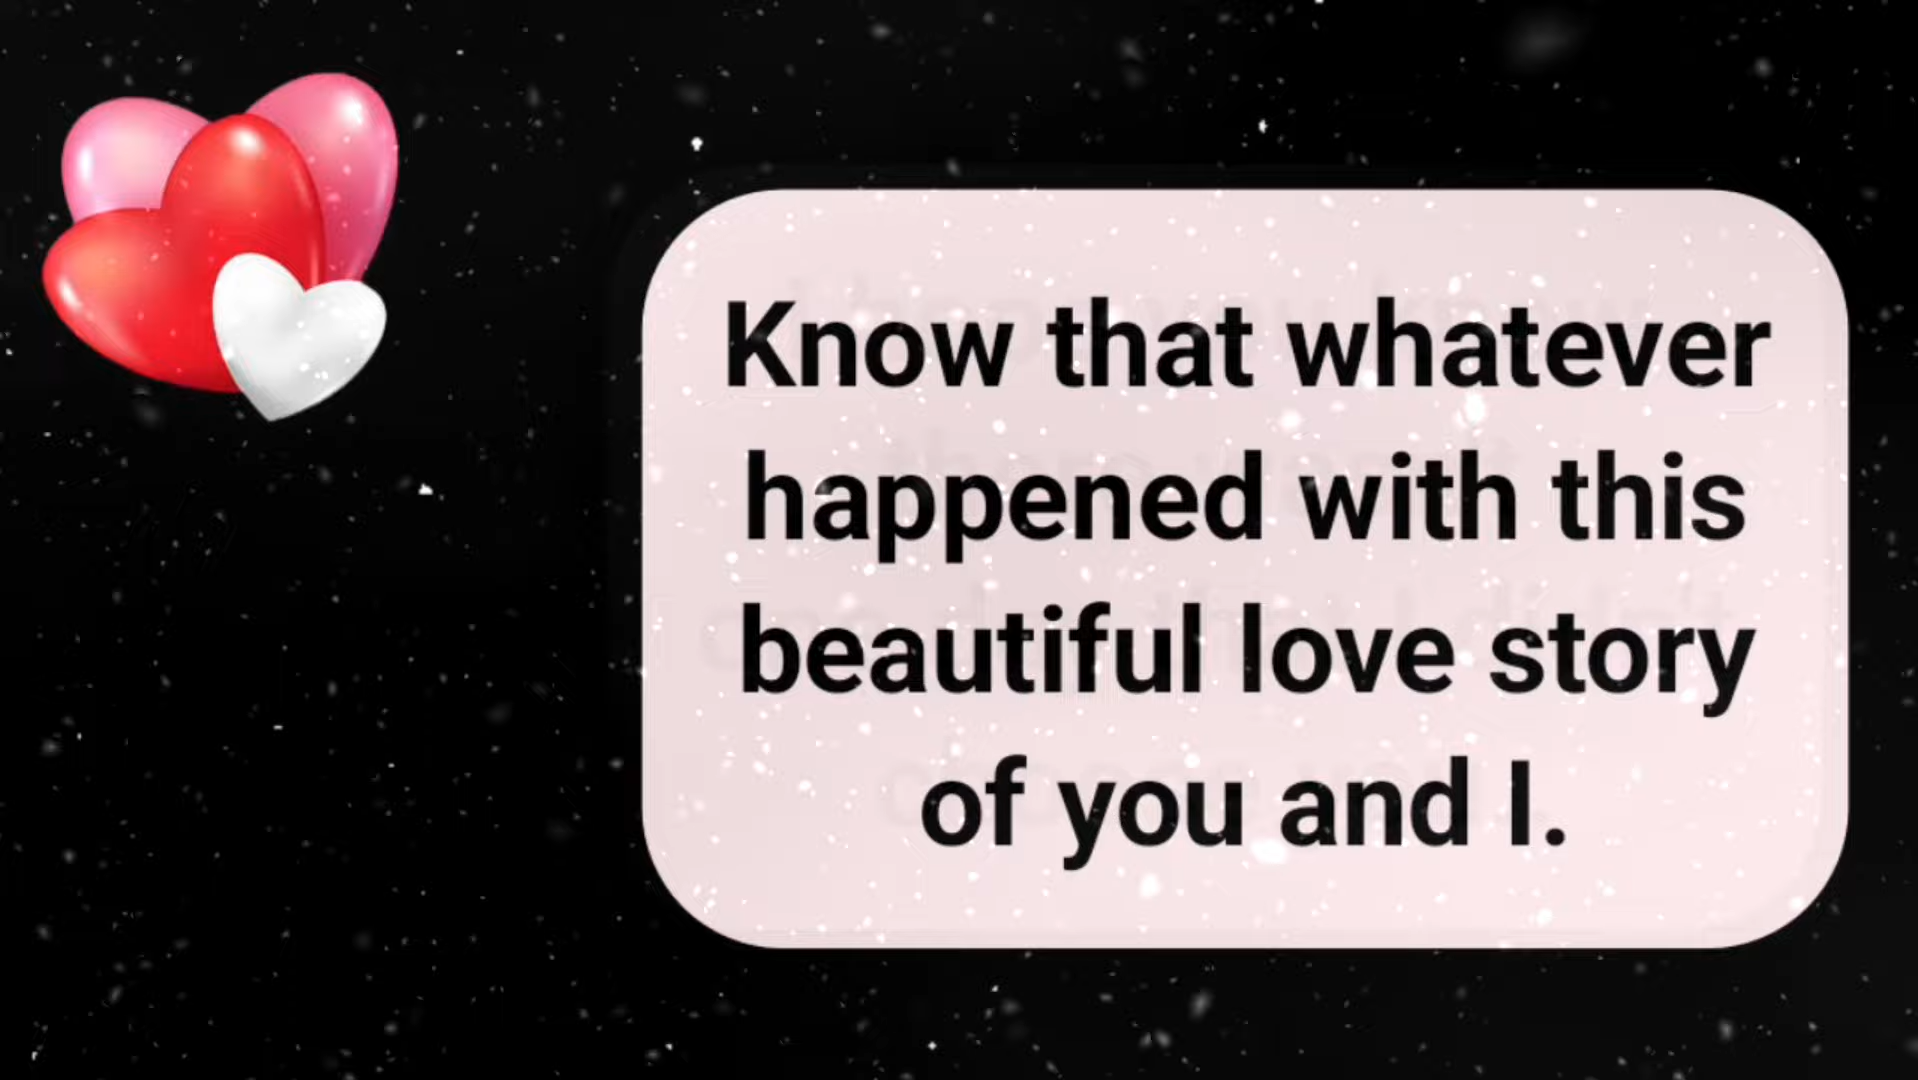 Know that whatever
happened with this
beautiful love story
of you and I.